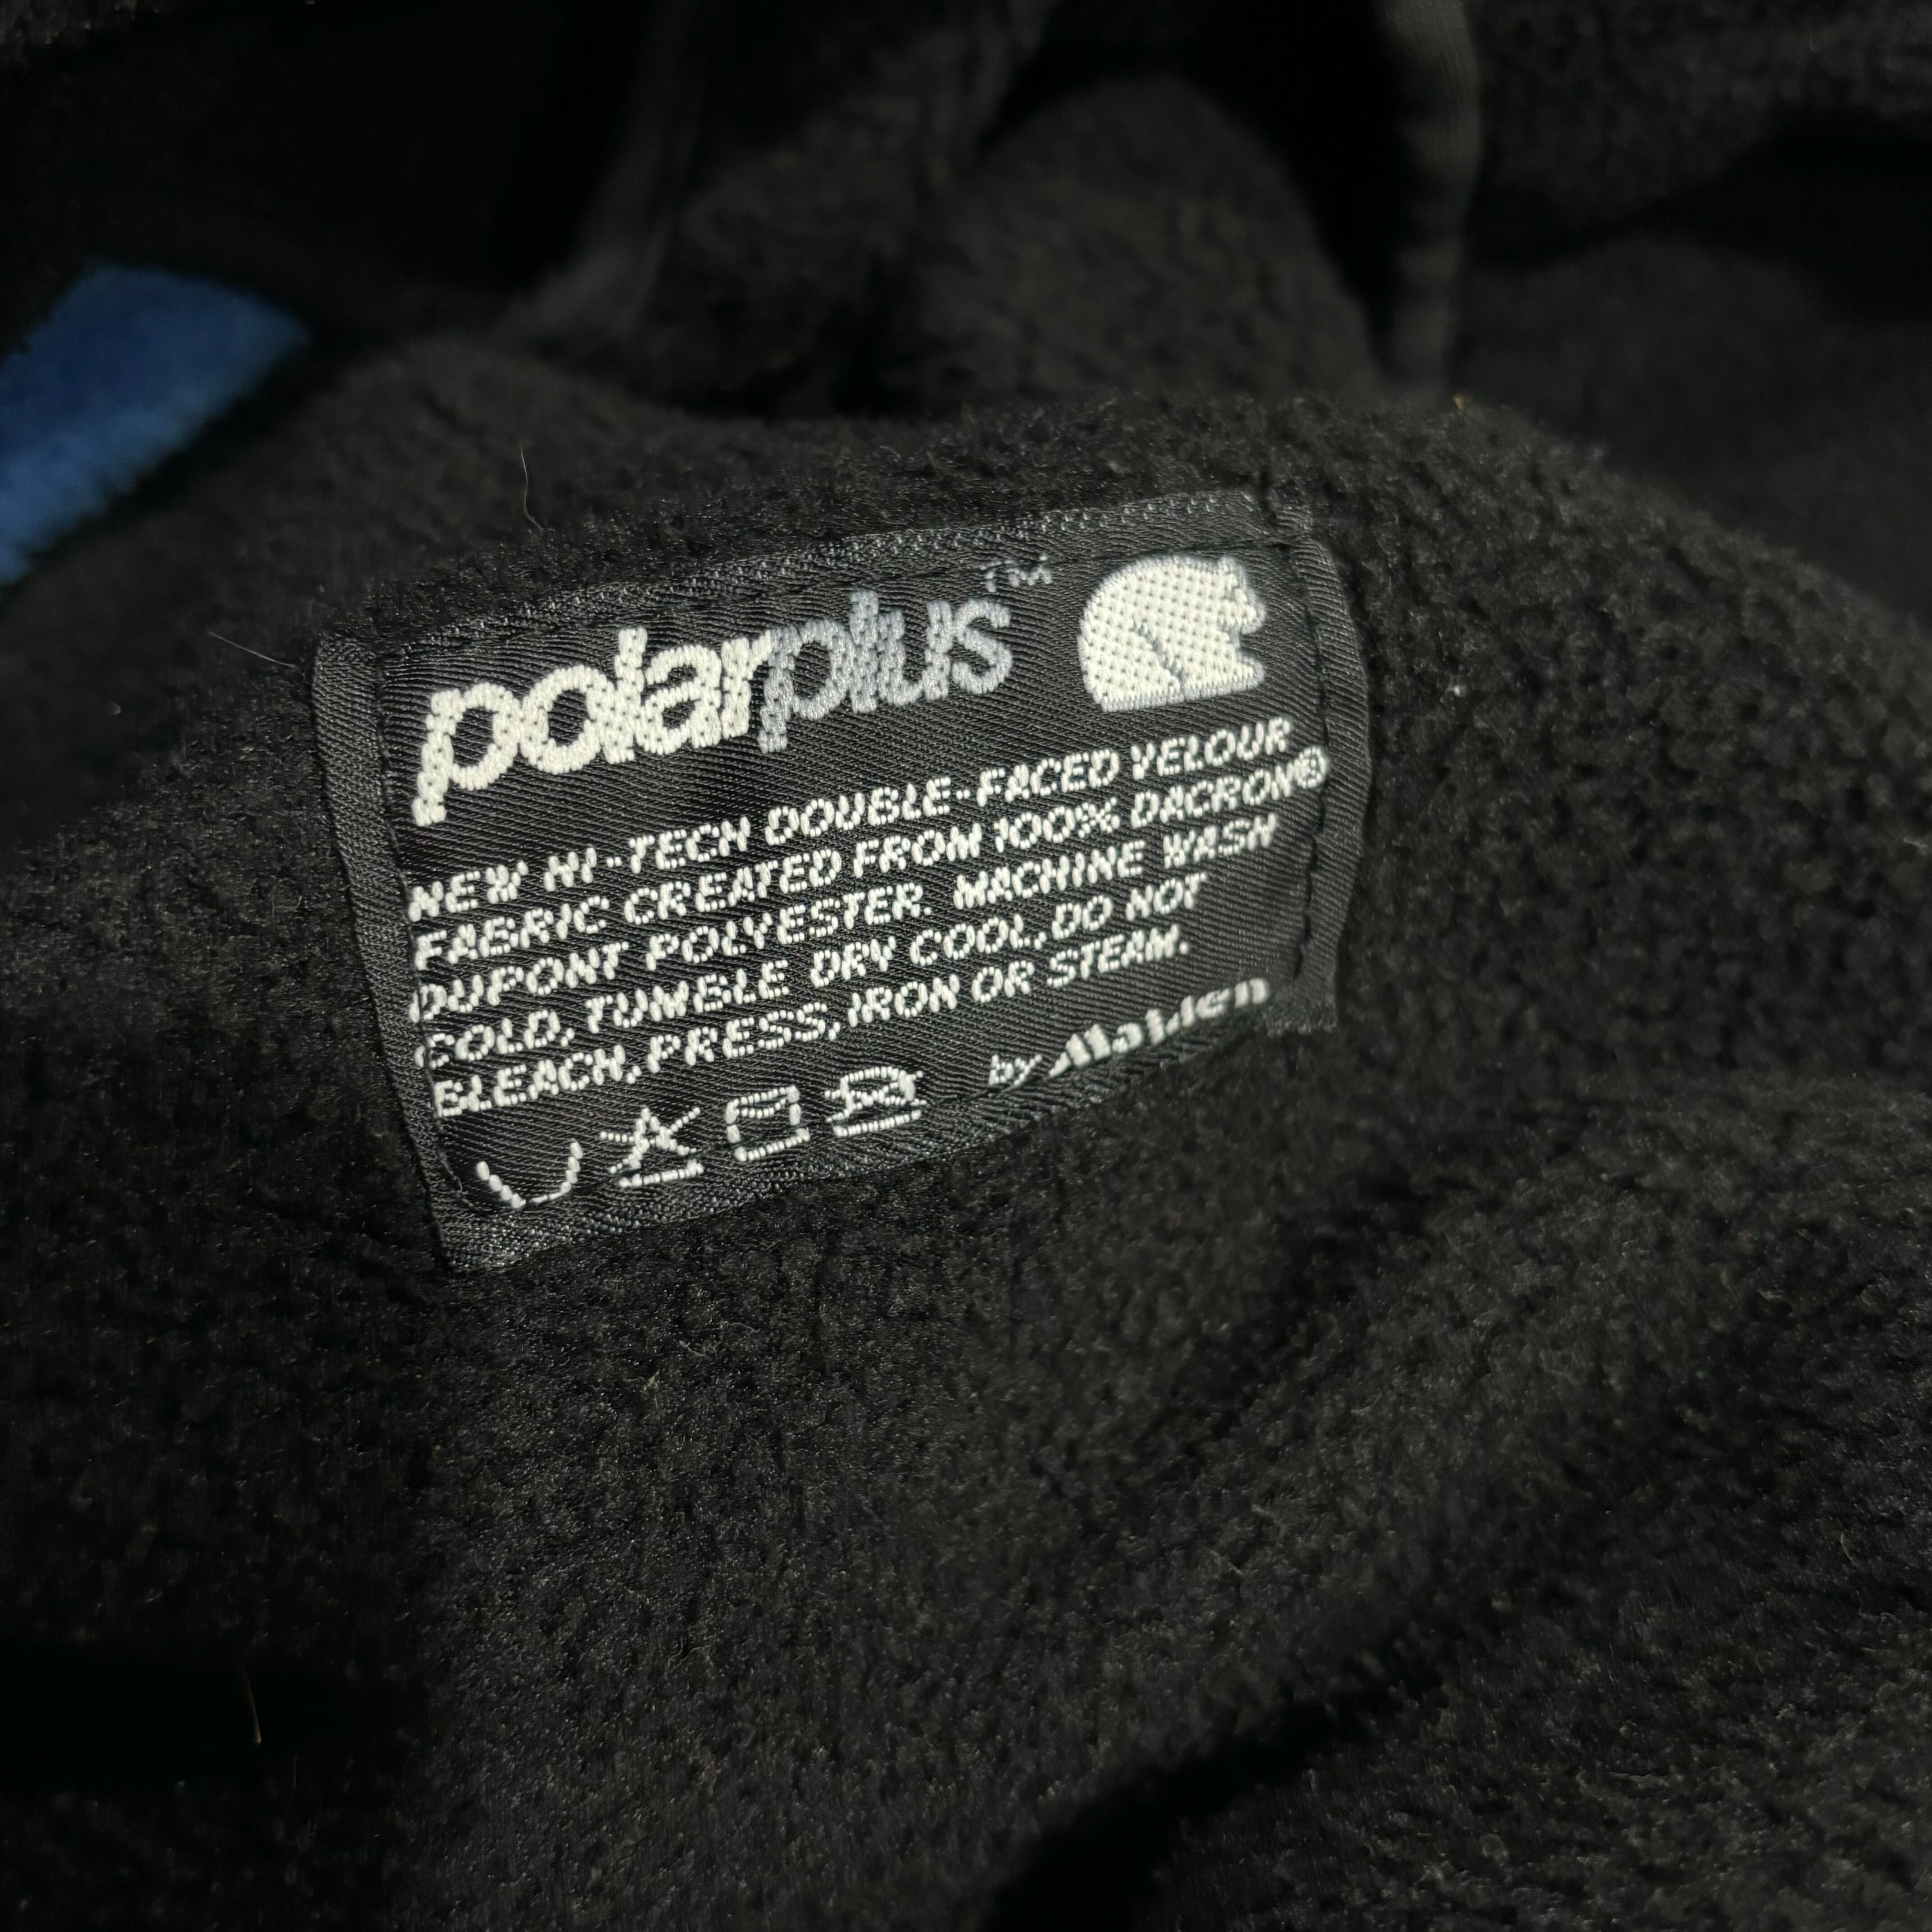 polarplus™
NEW HI-TECH DOUBLE-FACED VELOUR
FABRIC CREATED FROM 100% DACRON®
DUPONT POLYESTER. MACHINE WASH
COLD, TUMBLE DRY COOL, DO NOT
BLEACH, PRESS, IRON OR STEAM.
by Malden